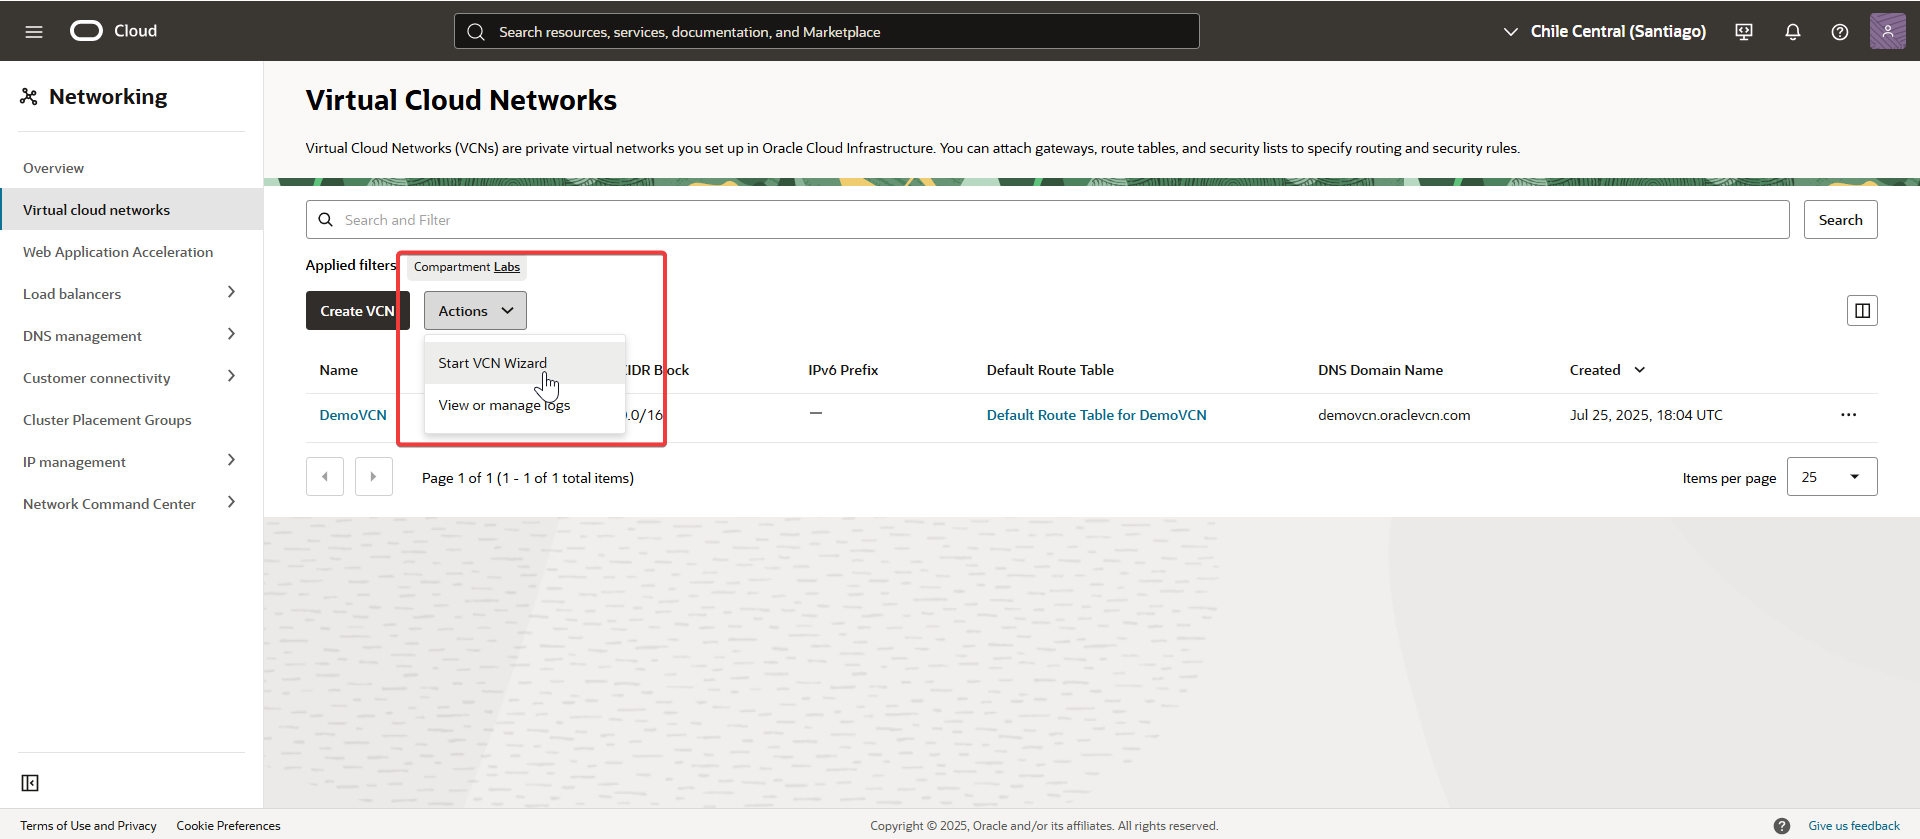 Cloud
Search resources, services, documentation, and Marketplace
Chile Central (Santiago)
Networking
Overview
Virtual cloud networks
Web Application Acceleration
Load balancers
DNS management
Customer connectivity
Cluster Placement Groups
IP management
Network Command Center
Virtual Cloud Networks
Virtual Cloud Networks (VCNs) are private virtual networks you set up in Oracle Cloud Infrastructure. You can attach gateways, route tables, and security lists to specify routing and security rules.
Search and Filter
Search
Applied filters
Compartment Labs
Create VCN
Actions
Start VCN Wizard
View or manage logs
Name
IDR Block
IPv6 Prefix
Default Route Table
DNS Domain Name
Created
DemoVCN
.0/16
—
Default Route Table for DemoVCN
demovcn.oraclevcn.com
Jul 25, 2025, 18:04 UTC
Page 1 of 1 (1 - 1 of 1 total items)
Items per page
25
Terms of Use and Privacy
Cookie Preferences
Copyright © 2025, Oracle and/or its affiliates. All rights reserved.
Give us feedback